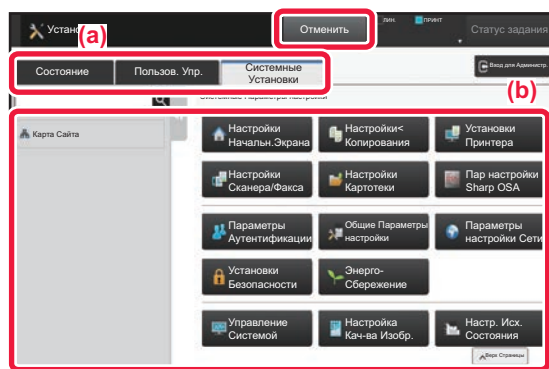 Устан
(a)
Отменить
ЛИН.
ПРИНТ
Статус задания
Состояние
Пользов. Упр.
Системные
Установки
Вход для Администр.
(b)
Системные Параметры настройки
Карта Сайта
Настройки
Начальн.Экрана
Настройки<
Копирования
Установки
Принтера
Настройки
Сканера/Факса
Настройки
Картотеки
Пар настройки
Sharp OSA
Параметры
Аутентификации
Общие Параметры
настройки
Параметры
настройки Сети
Установки
Безопасности
Энерго-
Сбережение
Управление
Системой
Настройка
Кач-ва Изобр.
Настр. Исх.
Состояния
Верх Страницы